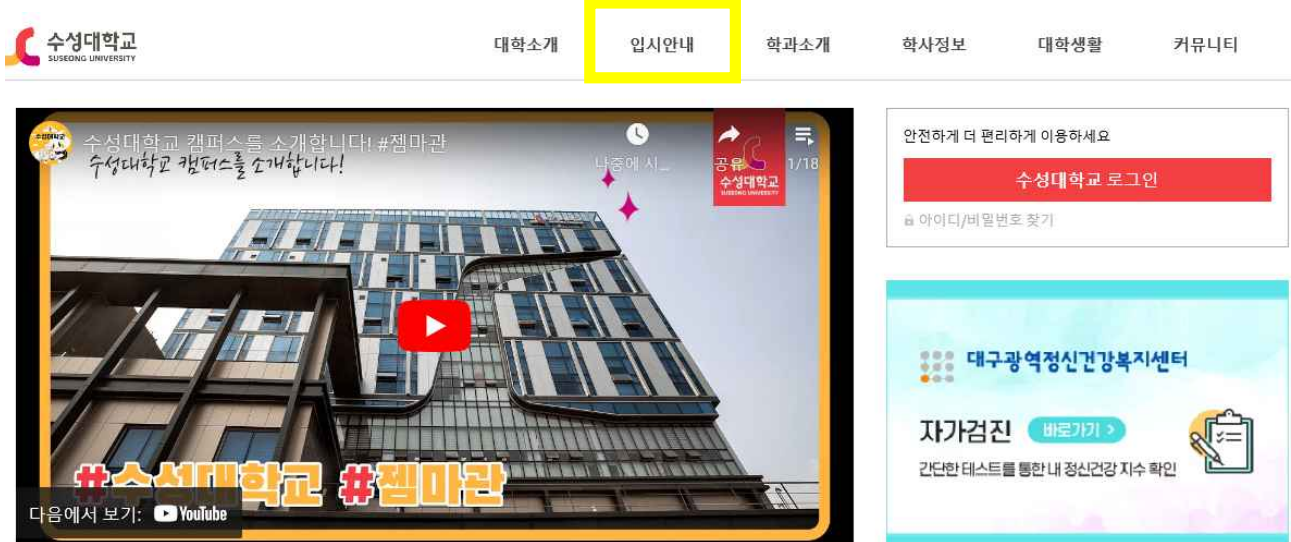 수성대학교
SUSEONG UNIVERSITY
대학소개
입시안내
학과소개
학사정보
대학생활
커뮤니티
수성대학교 캠퍼스를 소개합니다! #젬마관
수성대학교 캠퍼스를 소개합니다!
나중에 시...
공유
1/18
수성대학교
SUSEONG UNIVERSITY
#수성대학교 #젬마관
다음에서 보기: YouTube
안전하게 더 편리하게 이용하세요
수성대학교 로그인
아이디/비밀번호 찾기
대구광역정신건강복지센터
자가검진 바로가기 >
간단한 테스트를 통한 내 정신건강 지수 확인